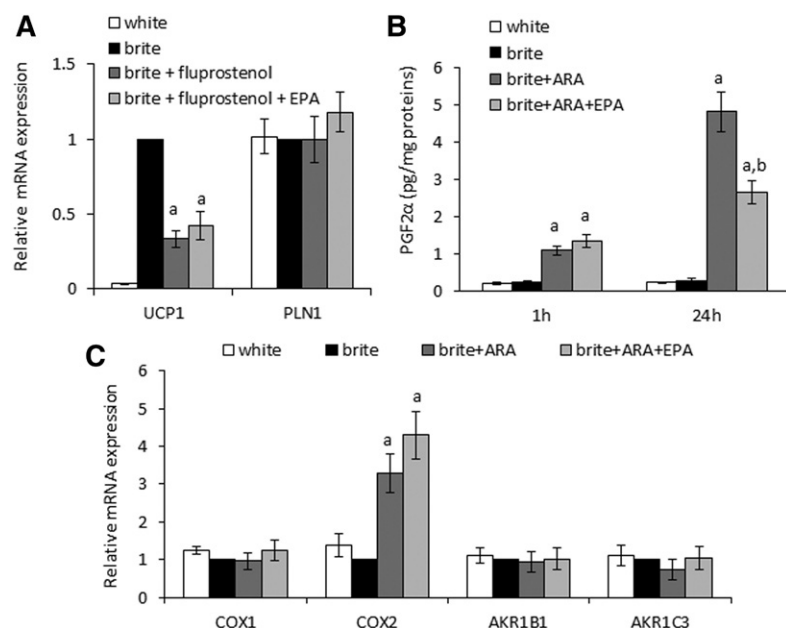 A
white
brite
brite + fluprostenol
brite + fluprostenol + EPA
Relative mRNA expression
1.5
1
0.5
0
a
a
UCP1
PLN1
B
white
brite
brite+ARA
brite+ARA+EPA
PGF2α (pg/mg proteins)
6
5
4
3
2
1
0
a
a
a
a,b
1h
24h
C
white
brite
brite+ARA
brite+ARA+EPA
Relative mRNA expression
6
5
4
3
2
1
0
a
a
COX1
COX2
AKR1B1
AKR1C3